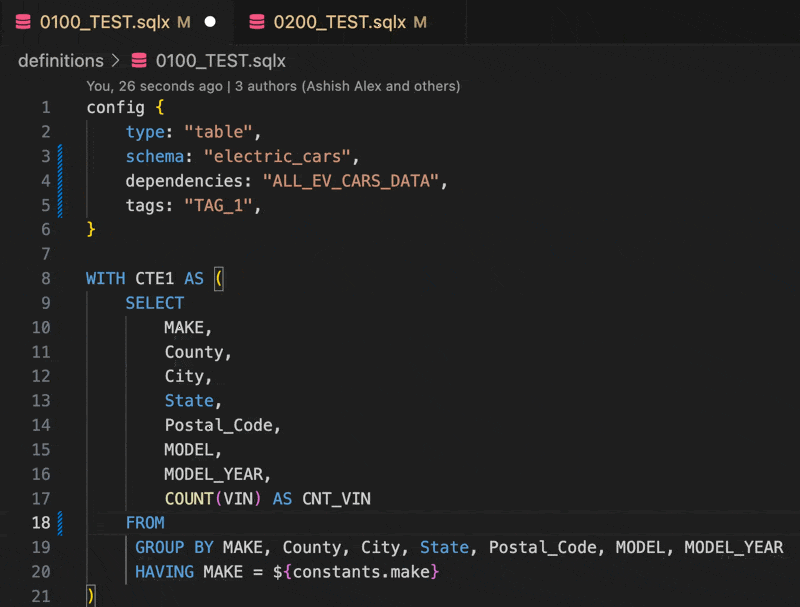 0100_TEST.sqlx M 0200_TEST.sqlx M
definitions > 0100_TEST.sqlx
You, 26 seconds ago | 3 authors (Ashish Alex and others)
1 config {
2 type: "table",
3 schema: "electric_cars",
4 dependencies: "ALL_EV_CARS_DATA",
5 tags: "TAG_1",
6 }
7
8 WITH CTE1 AS (
9 SELECT
10 MAKE,
11 County,
12 City,
13 State,
14 Postal_Code,
15 MODEL,
16 MODEL_YEAR,
17 COUNT(VIN) AS CNT_VIN
18 FROM
19 GROUP BY MAKE, County, City, State, Postal_Code, MODEL, MODEL_YEAR
20 HAVING MAKE = ${constants.make}
21 )